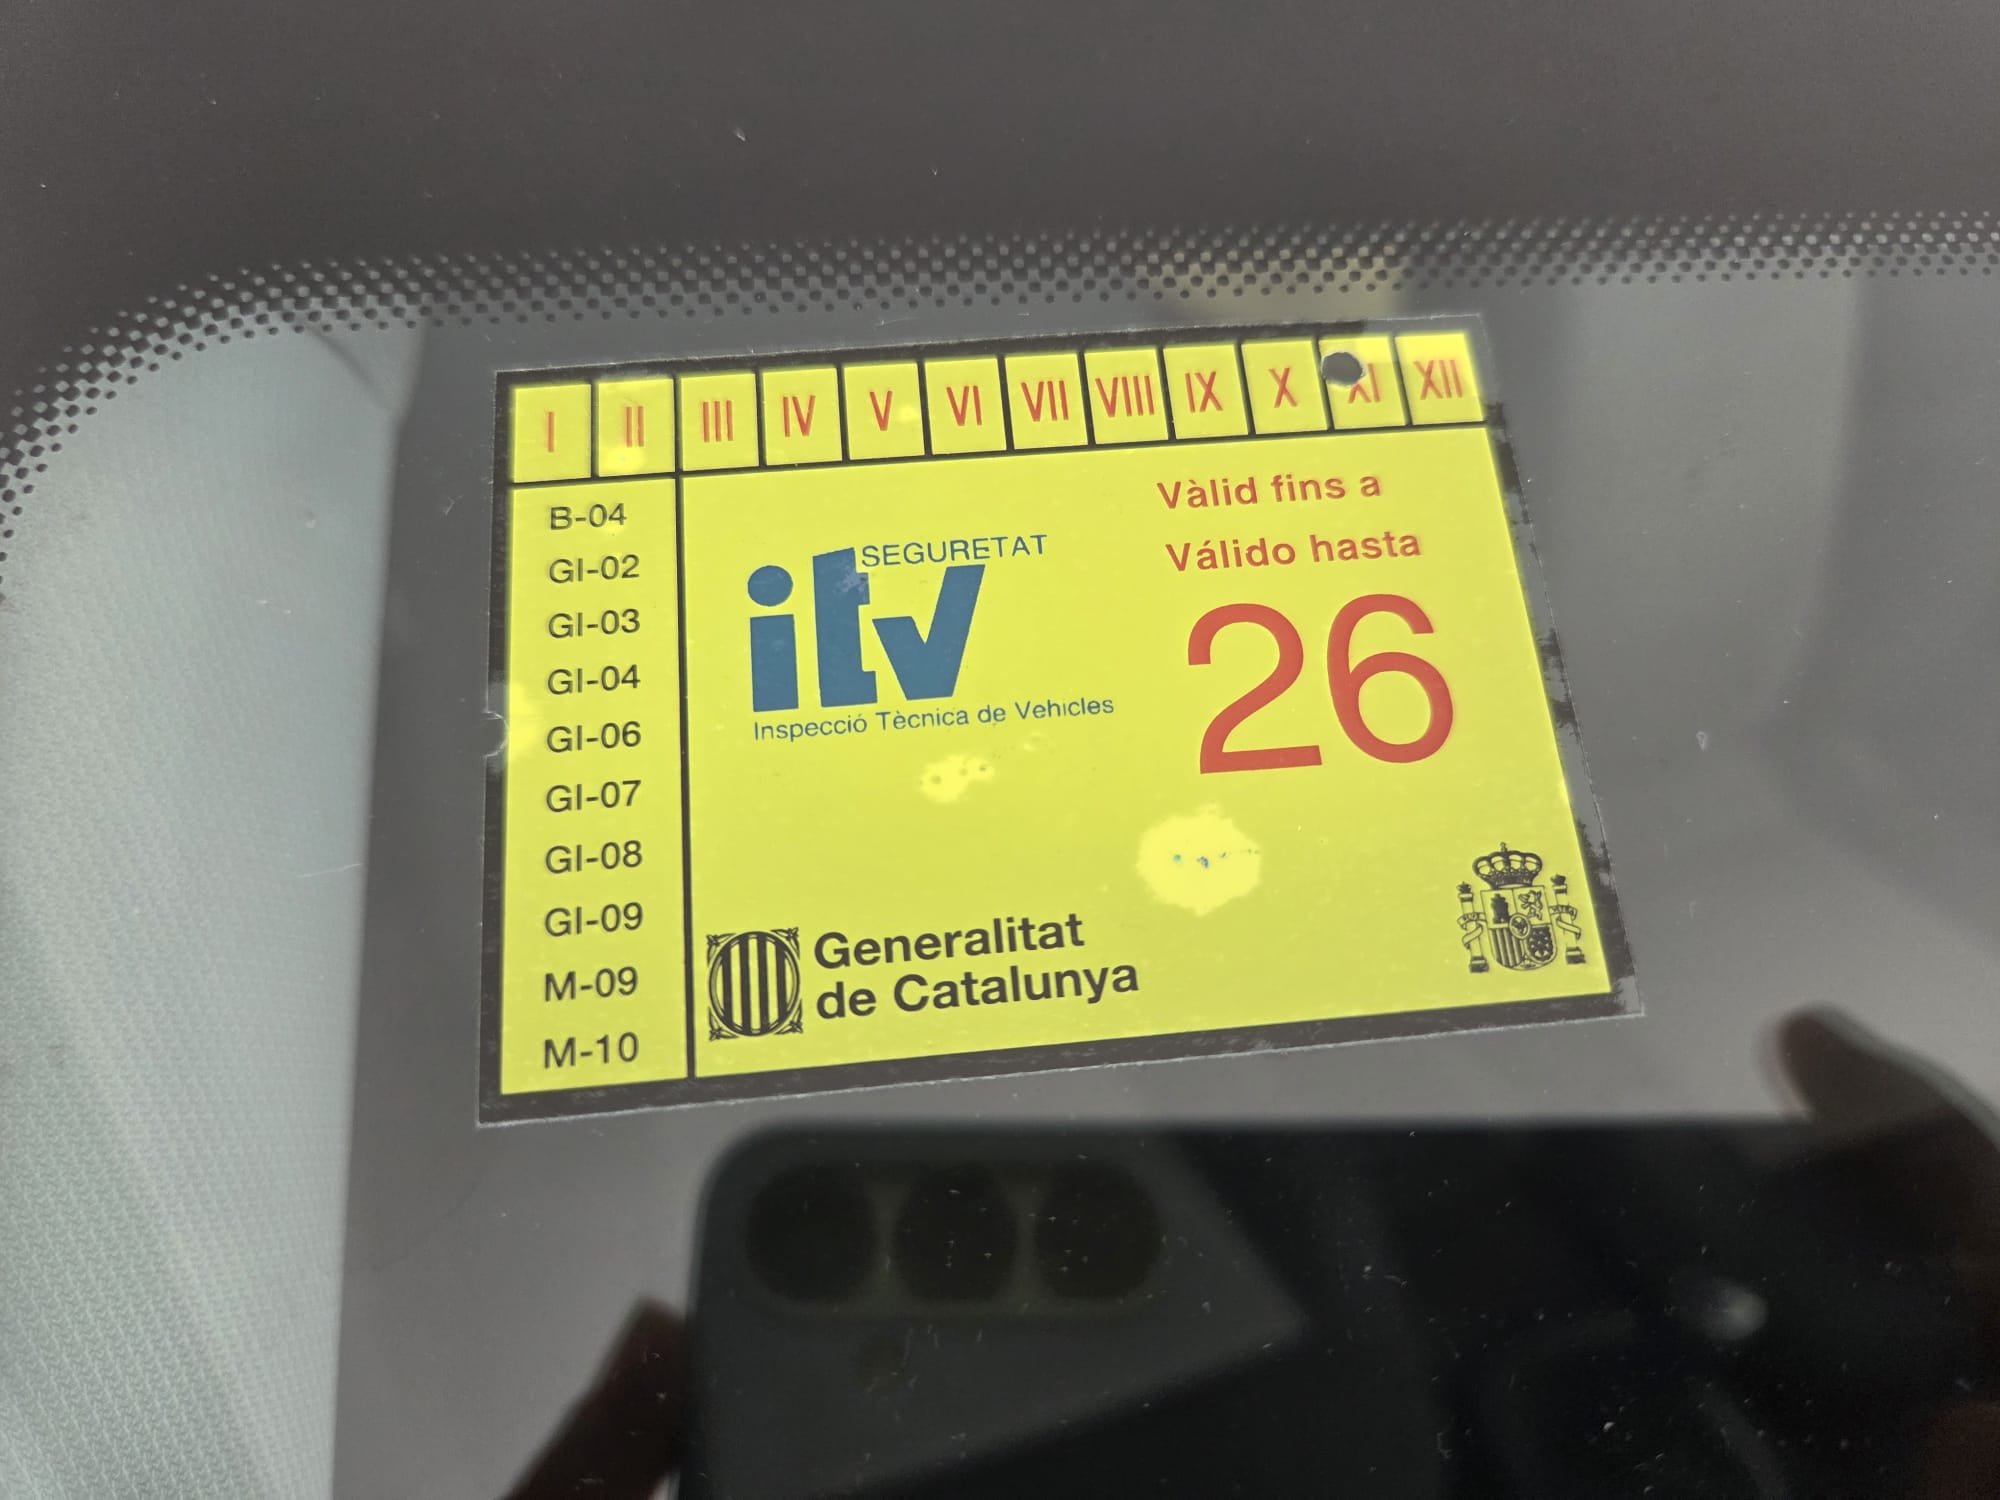 I II III IV V VI VII VIII IX X XI XII
B-04
GI-02
GI-03
GI-04
GI-06
GI-07
GI-08
GI-09
M-09
M-10
SEGURETAT
itv
Inspecció Tècnica de Vehicles
Vàlid fins a
Válido hasta
26
Generalitat
de Catalunya